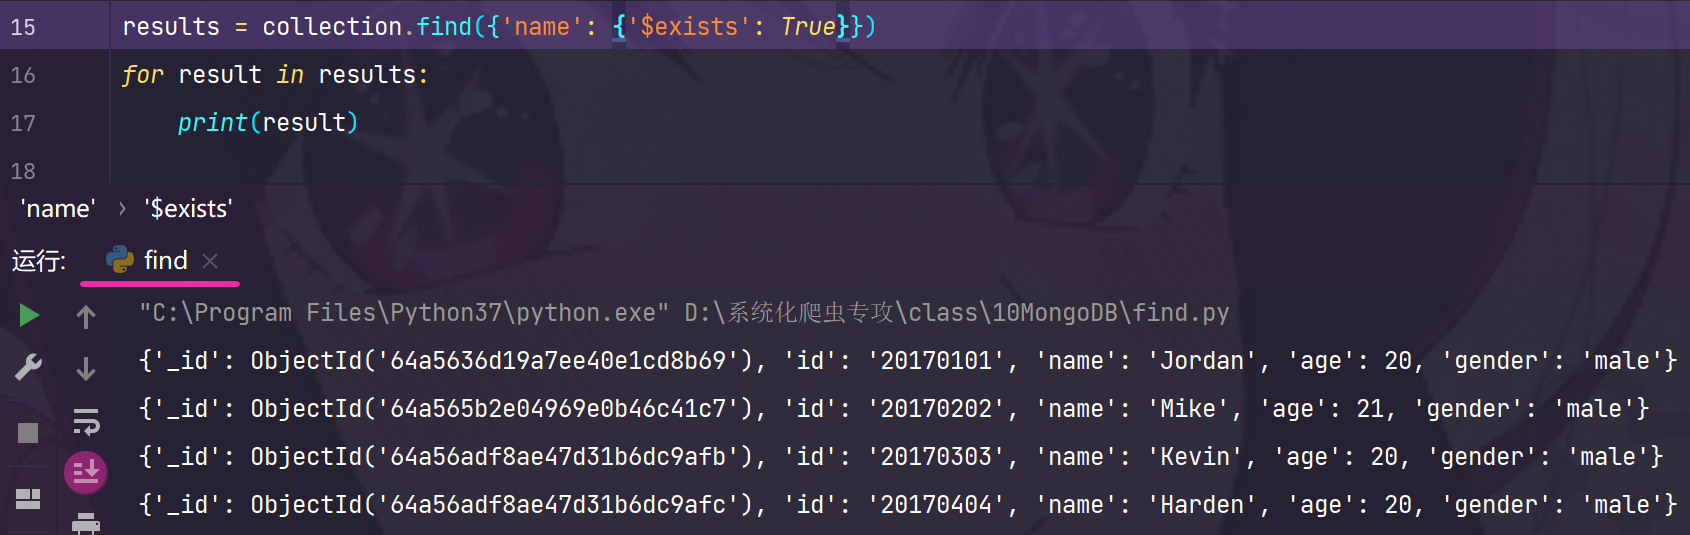 15 results = collection.find({'name': {'$exists': True}})
16 for result in results:
17     print(result)
18
'name' › '$exists'
运行: find ×
"C:\Program Files\Python37\python.exe" D:\系统化爬虫专攻\class\10MongoDB\find.py
{'_id': ObjectId('64a5636d19a7ee40e1cd8b69'), 'id': '20170101', 'name': 'Jordan', 'age': 20, 'gender': 'male'}
{'_id': ObjectId('64a565b2e04969e0b46c41c7'), 'id': '20170202', 'name': 'Mike', 'age': 21, 'gender': 'male'}
{'_id': ObjectId('64a56adf8ae47d31b6dc9afb'), 'id': '20170303', 'name': 'Kevin', 'age': 20, 'gender': 'male'}
{'_id': ObjectId('64a56adf8ae47d31b6dc9afc'), 'id': '20170404', 'name': 'Harden', 'age': 20, 'gender': 'male'}